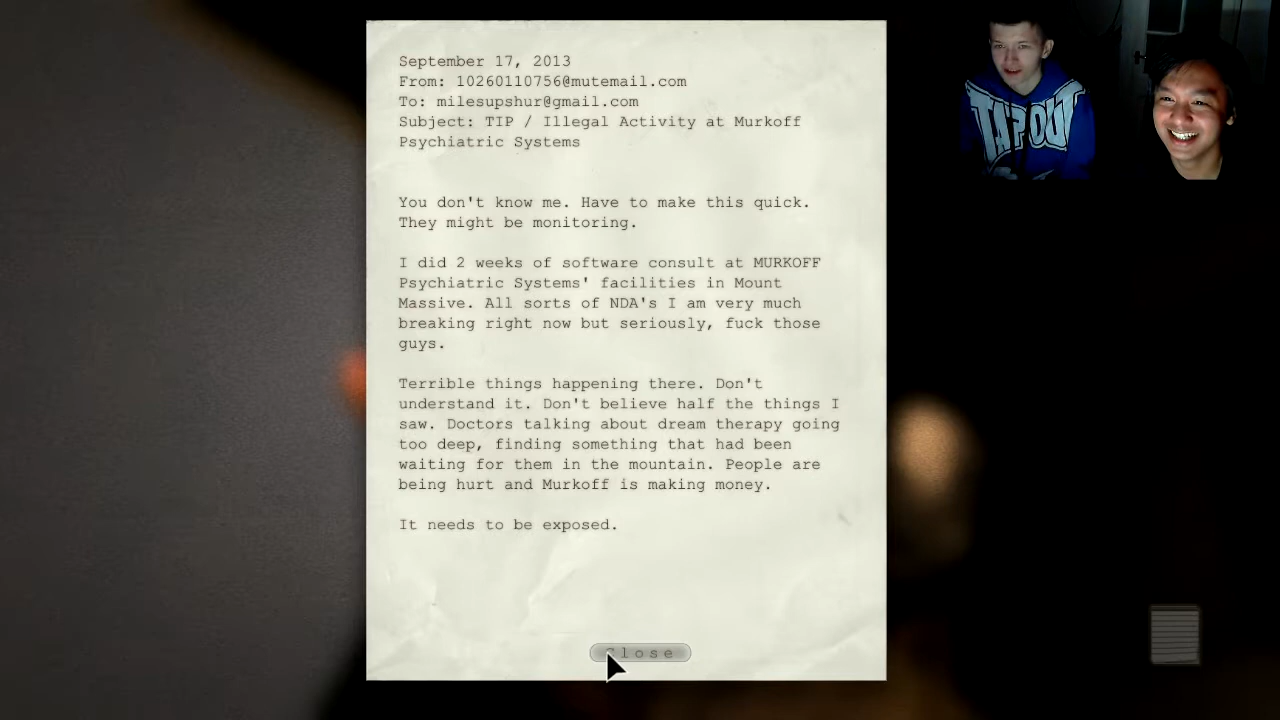 September 17, 2013
From: 10260110756@mutemail.com
To: milesupshur@gmail.com
Subject: TIP / Illegal Activity at Murkoff
Psychiatric Systems
You don't know me. Have to make this quick.
They might be monitoring.
I did 2 weeks of software consult at MURKOFF
Psychiatric Systems' facilities in Mount
Massive. All sorts of NDA's I am very much
breaking right now but seriously, fuck those
guys.
Terrible things happening there. Don't
understand it. Don't believe half the things I
saw. Doctors talking about dream therapy going
too deep, finding something that had been
waiting for them in the mountain. People are
being hurt and Murkoff is making money.
It needs to be exposed.
Close
TAPOUT